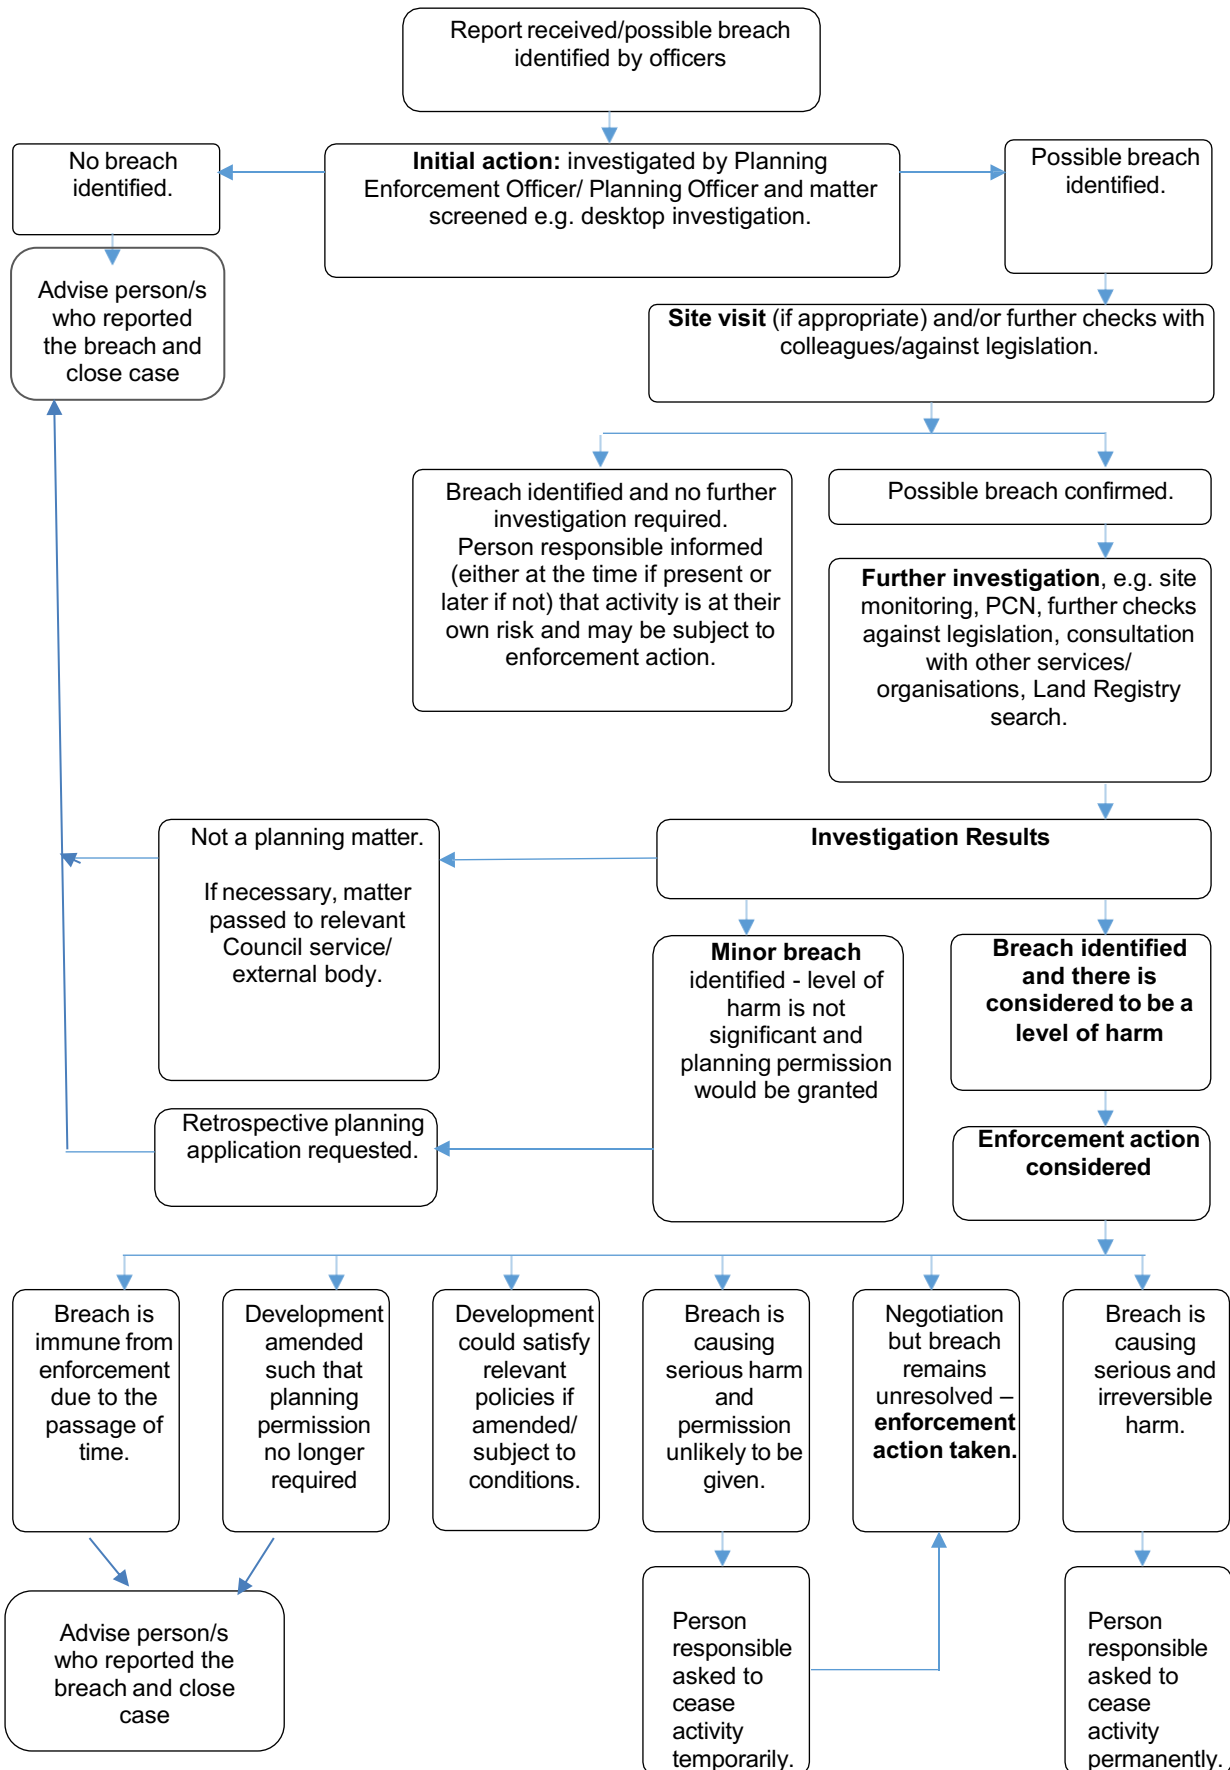 Report received/possible breach
identified by officers
No breach
identified.
Initial action: investigated by Planning
Enforcement Officer/ Planning Officer and matter
screened e.g. desktop investigation.
Possible breach
identified.
Advise person/s
who reported
the breach and
close case
Site visit (if appropriate) and/or further checks with
colleagues/against legislation.
Breach identified and no further
investigation required.
Person responsible informed
(either at the time if present or
later if not) that activity is at their
own risk and may be subject to
enforcement action.
Possible breach confirmed.
Further investigation, e.g. site
monitoring, PCN, further checks
against legislation, consultation
with other services/
organisations, Land Registry
search.
Investigation Results
Not a planning matter.
If necessary, matter
passed to relevant
Council service/
external body.
Minor breach
identified - level of
harm is not
significant and
planning permission
would be granted
Breach identified
and there is
considered to be a
level of harm
Retrospective planning
application requested.
Enforcement action
considered
Breach is
immune from
enforcement
due to the
passage of
time.
Development
amended
such that
planning
permission
no longer
required
Development
could satisfy
relevant
policies if
amended/
subject to
conditions.
Breach is
causing
serious harm
and
permission
unlikely to be
given.
Negotiation
but breach
remains
unresolved –
enforcement
action taken.
Breach is
causing
serious and
irreversible
harm.
Advise person/s
who reported the
breach and close
case
Person
responsible
asked to
cease
activity
temporarily.
Person
responsible
asked to
cease
activity
permanently.